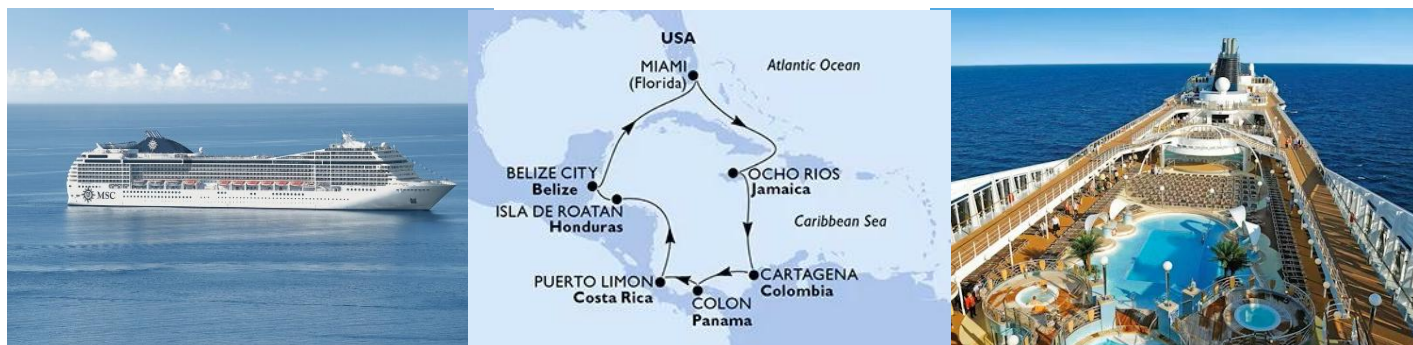 MSC
USA
MIAMI
(Florida)
Atlantic Ocean
BELIZE CITY
Belize
OCHO RIOS
Jamaica
ISLA DE ROATAN
Honduras
Caribbean Sea
PUERTO LIMON
Costa Rica
CARTAGENA
Colombia
COLON
Panama